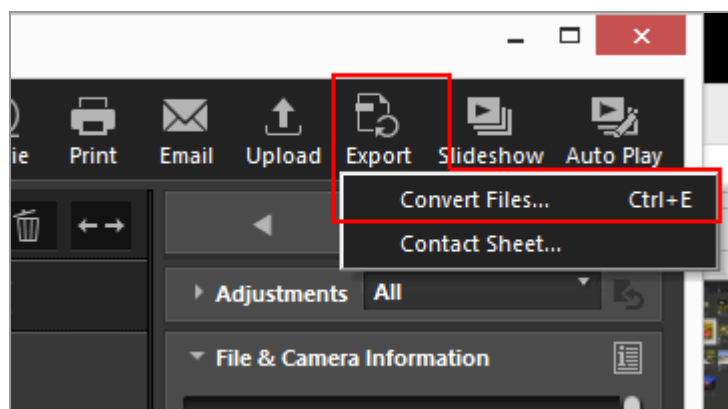 ie Print Email Upload Export Slideshow Auto Play
Convert Files... Ctrl+E
Contact Sheet...
Adjustments All
File & Camera Information